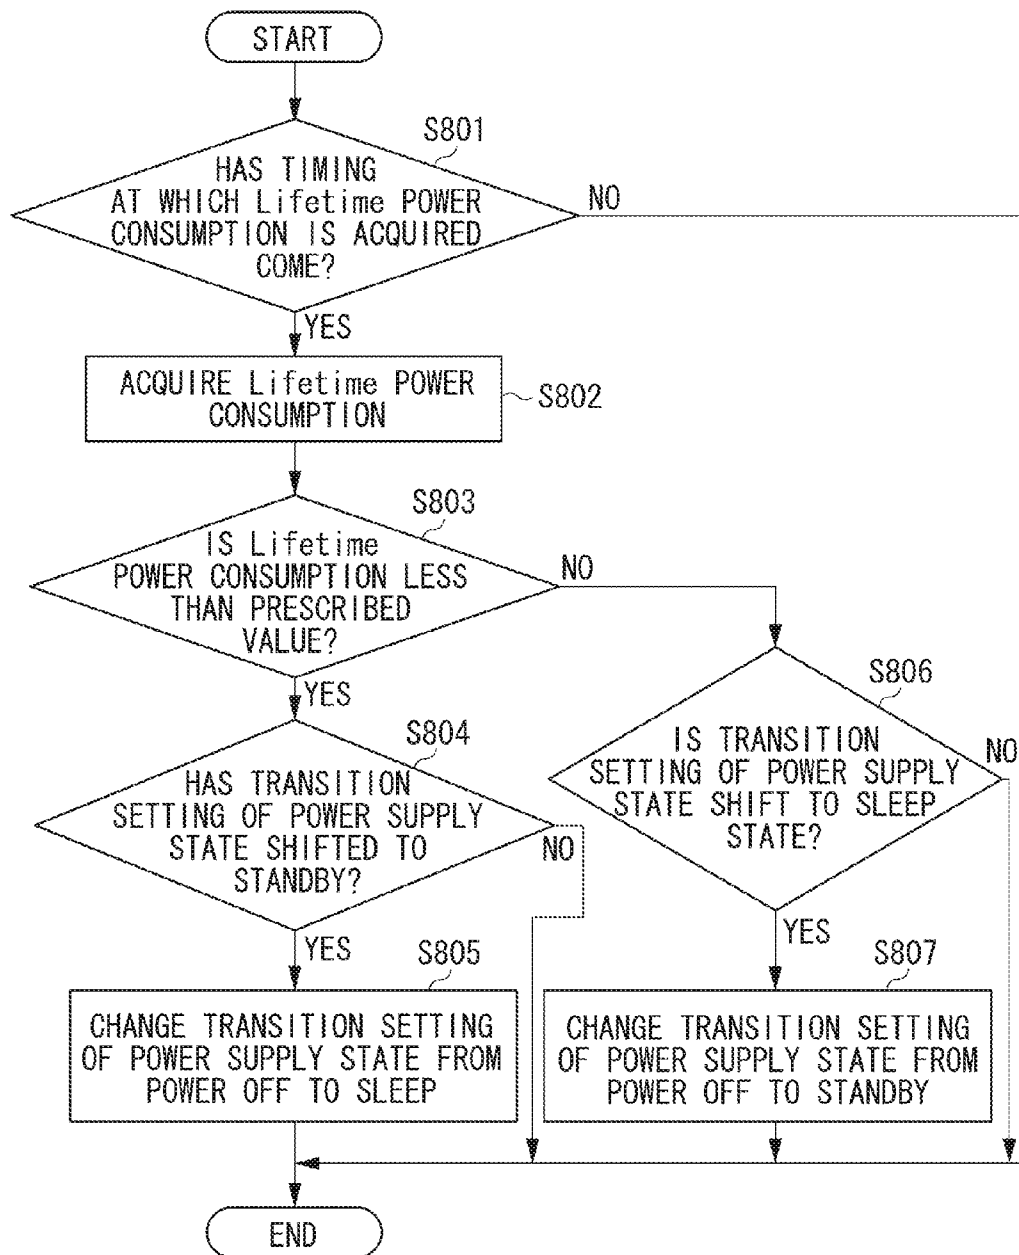 START
S801
HAS TIMING
AT WHICH Lifetime POWER
CONSUMPTION IS ACQUIRED
COME?
NO
YES
ACQUIRE Lifetime POWER
CONSUMPTION
S802
S803
IS Lifetime
POWER CONSUMPTION LESS
THAN PRESCRIBED
VALUE?
NO
YES
S804
HAS TRANSITION
SETTING OF POWER SUPPLY
STATE SHIFTED TO
STANDBY?
NO
YES
S805
CHANGE TRANSITION SETTING
OF POWER SUPPLY STATE FROM
POWER OFF TO SLEEP
S806
IS TRANSITION
SETTING OF POWER SUPPLY
STATE SHIFT TO SLEEP
STATE?
NO
YES
S807
CHANGE TRANSITION SETTING
OF POWER SUPPLY STATE FROM
POWER OFF TO STANDBY
END